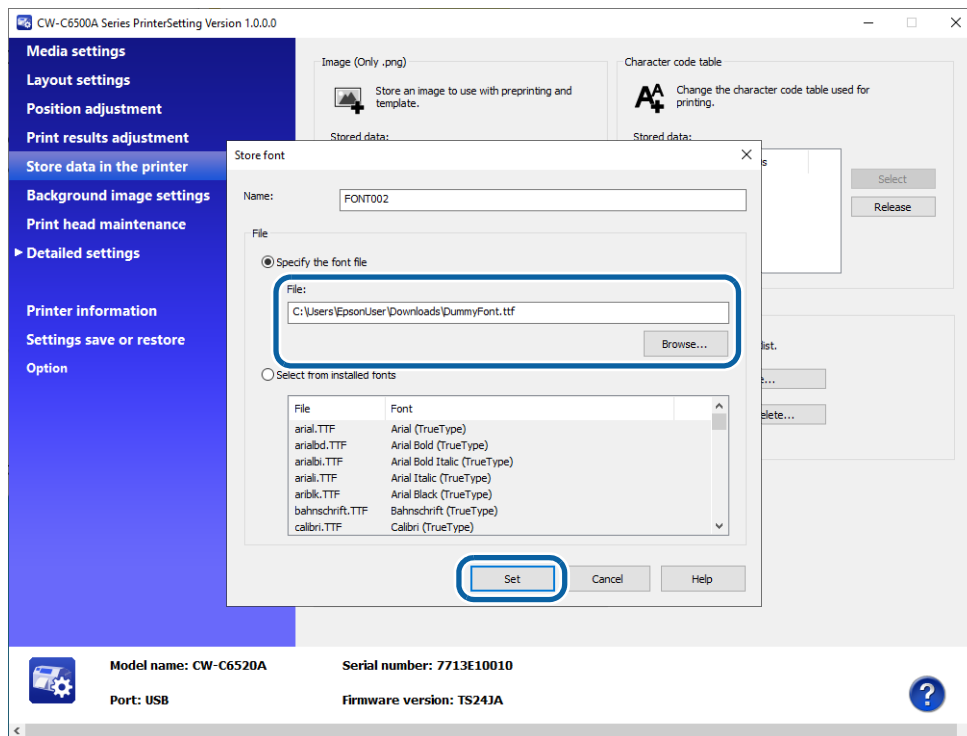 CW-C6500A Series PrinterSetting Version 1.0.0.0
Media settings
Layout settings
Position adjustment
Print results adjustment
Store data in the printer
Background image settings
Print head maintenance
Detailed settings
Printer information
Settings save or restore
Option
Image (Only .png)
Store an image to use with preprinting and
template.
Stored data:
Character code table
Change the character code table used for
printing.
Stored data:
s
Select
Release
list.
...
elete...
Store font
Name:
FONT002
File
Specify the font file
File:
C:\Users\EpsonUser\Downloads\DummyFont.ttf
Browse...
Select from installed fonts
File Font
arial.TTF Arial (TrueType)
arialbd.TTF Arial Bold (TrueType)
arialbi.TTF Arial Bold Italic (TrueType)
ariali.TTF Arial Italic (TrueType)
ariblk.TTF Arial Black (TrueType)
bahnschrift.TTF Bahnschrift (TrueType)
calibri.TTF Calibri (TrueType)
Set Cancel Help
Model name: CW-C6520A Serial number: 7713E10010
Port: USB Firmware version: TS24JA
?